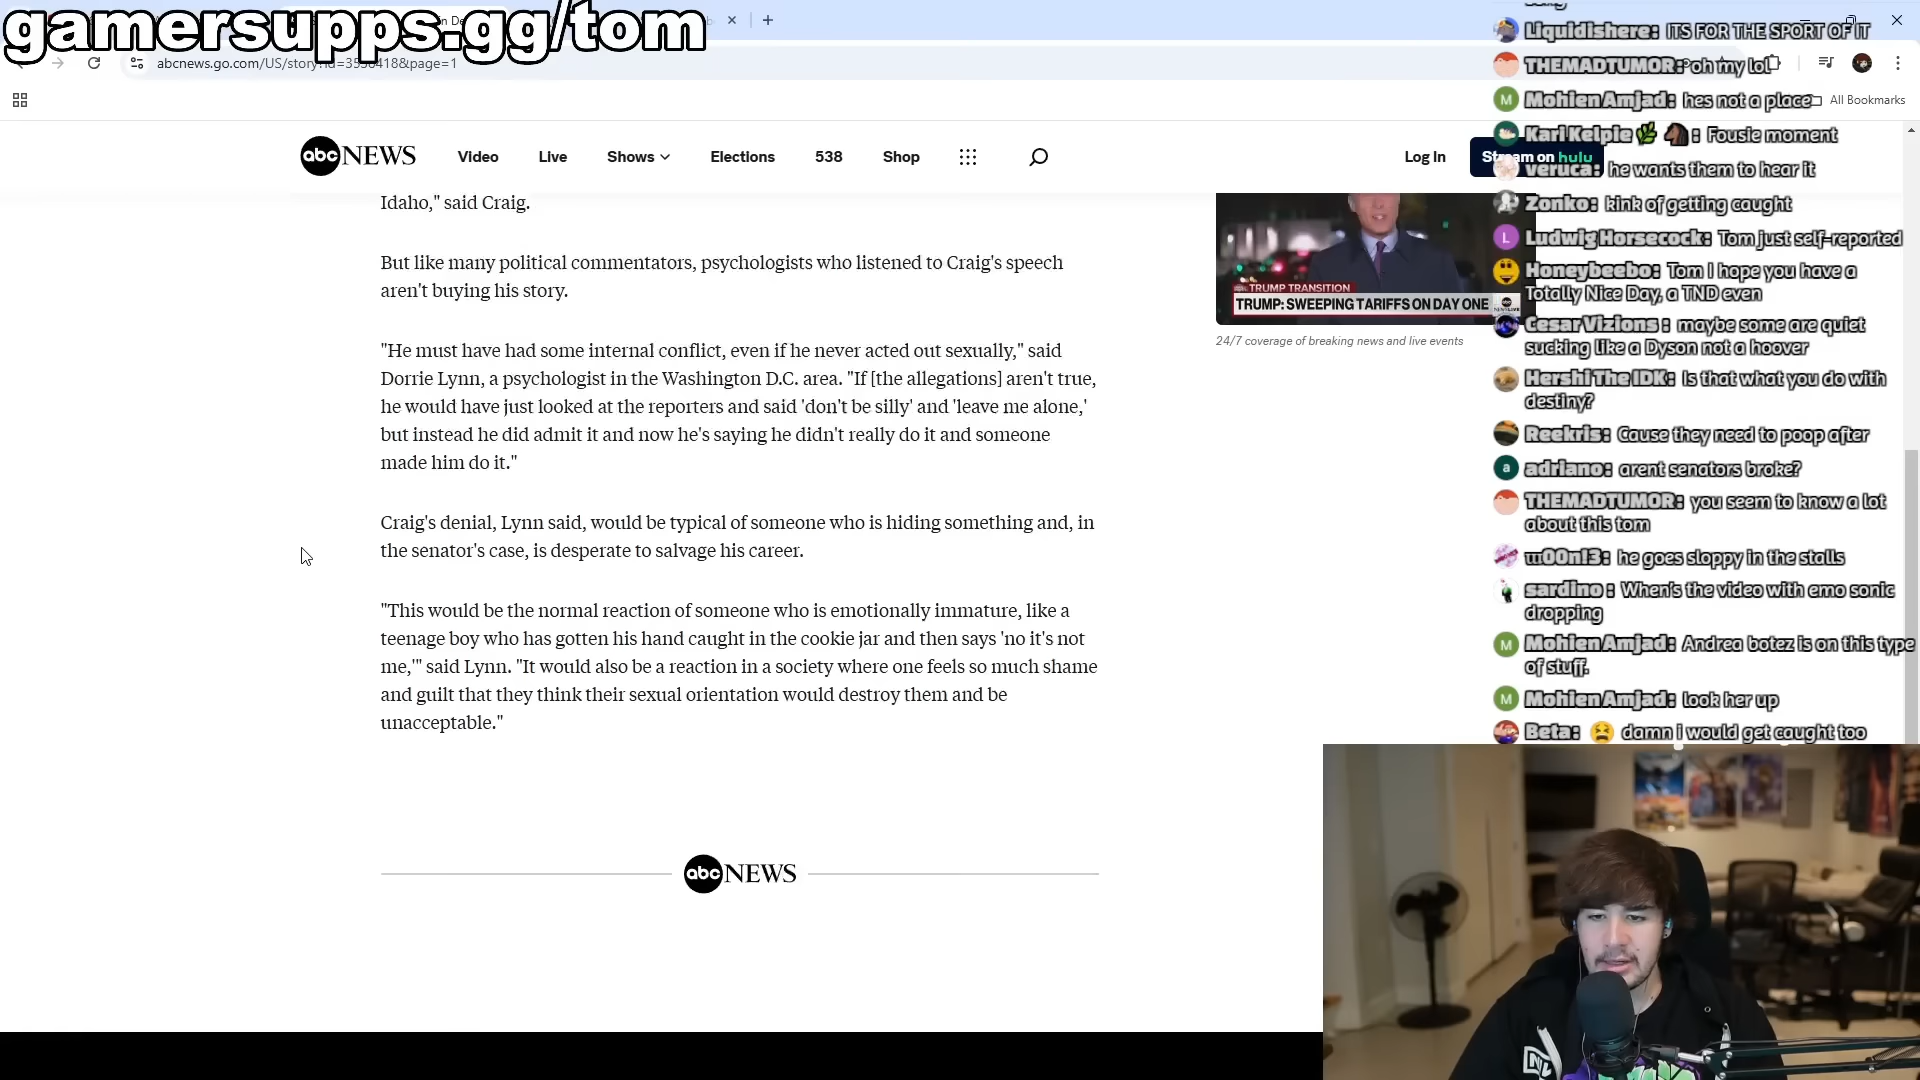 gamersupps.gg/tom
abcnews.go.com/US/story?id=3550418&page=1
All Bookmarks
abc NEWS
Video
Live
Shows
Elections
538
Shop
Log In
Stream on hulu
Idaho," said Craig.
But like many political commentators, psychologists who listened to Craig's speech
aren't buying his story.
"He must have had some internal conflict, even if he never acted out sexually," said
Dorrie Lynn, a psychologist in the Washington D.C. area. "If [the allegations] aren't true,
he would have just looked at the reporters and said 'don't be silly' and 'leave me alone,'
but instead he did admit it and now he's saying he didn't really do it and someone
made him do it."
Craig's denial, Lynn said, would be typical of someone who is hiding something and, in
the senator's case, is desperate to salvage his career.
"This would be the normal reaction of someone who is emotionally immature, like a
teenage boy who has gotten his hand caught in the cookie jar and then says 'no it's not
me,'" said Lynn. "It would also be a reaction in a society where one feels so much shame
and guilt that they think their sexual orientation would destroy them and be
unacceptable."
abc NEWS
TRUMP TRANSITION
TRUMP: SWEEPING TARIFFS ON DAY ONE
24/7 coverage of breaking news and live events
Liquidishere: ITS FOR THE SPORT OF IT
THEMADTUMOR: oh my lol
Mohien Amjad: hes not a place
Karl Kelpie🌿🐴: Fousie moment
veruca: he wants them to hear it
Zonko: kink of getting caught
Ludwig Horsecock: Tom just self-reported
Honeybeebo: Tom I hope you have a
Totally Nice Day, a TND even
Cesar Vizions: maybe some are quiet
sucking like a Dyson not a hoover
HershiTheIDK: Is that what you do with
destiny?
Reekris: Cause they need to poop after
adriano: arent senators broke?
THEMADTUMOR: you seem to know a lot
about this tom
he goes sloppy in the stalls
sardino: When's the video with emo sonic
dropping
Mohien Amjad: Andrea botez is on this type
of stuff.
Mohien Amjad: look her up
Beta: 😫 damn i would get caught too